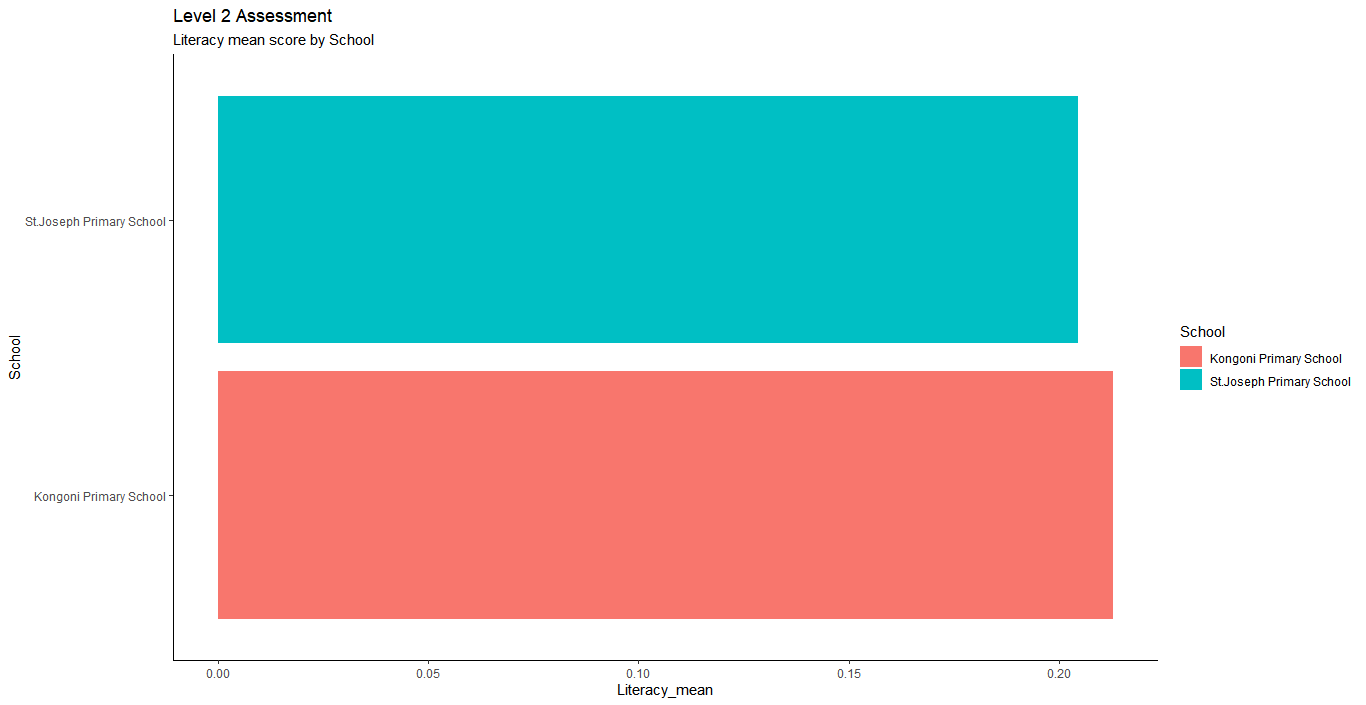 Level 2 Assessment
Literacy mean score by School
St.Joseph Primary School
School
Kongoni Primary School
0.00 0.05 0.10 0.15 0.20
Literacy_mean
School
Kongoni Primary School
St.Joseph Primary School